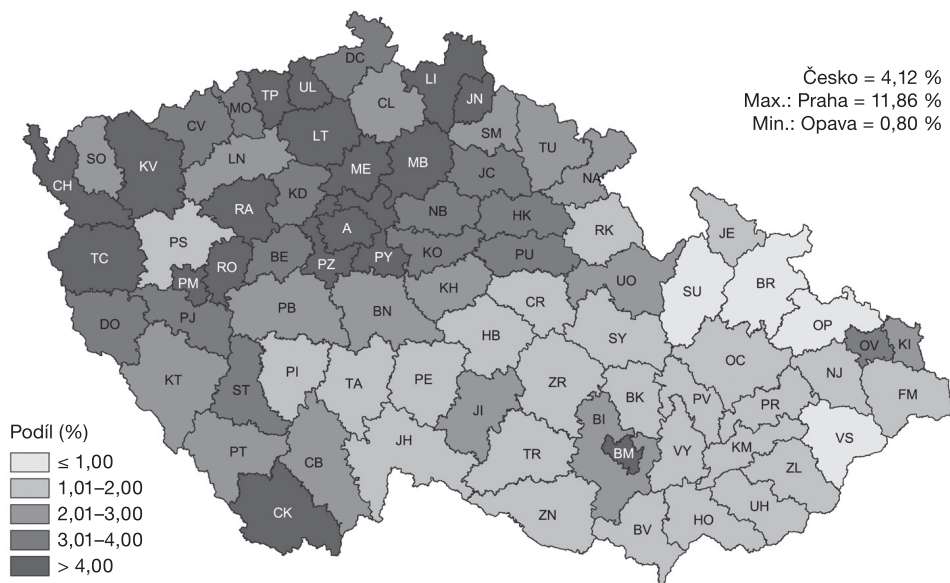 Česko = 4,12 %
Max.: Praha = 11,86 %
Min.: Opava = 0,80 %
DC
LI
UL
TP
MO
CL
JN
CV
LT
SM
TU
SO
KV
LN
ME
MB
CH
JC
NA
RA
KD
NB
HK
A
RK
JE
PS
TC
RO
BE
PZ
PY
KO
PU
PM
UO
SU
BR
DO
PJ
PB
BN
KH
CR
HB
SY
OP
OV
KI
OC
NJ
KT
ST
PI
TA
PE
ZR
BK
PV
PR
FM
JI
BI
PT
CB
JH
TR
BM
VY
KM
VS
ZL
CK
ZN
BV
HO
UH
Podíl (%)
≤ 1,00
1,01–2,00
2,01–3,00
3,01–4,00
> 4,00